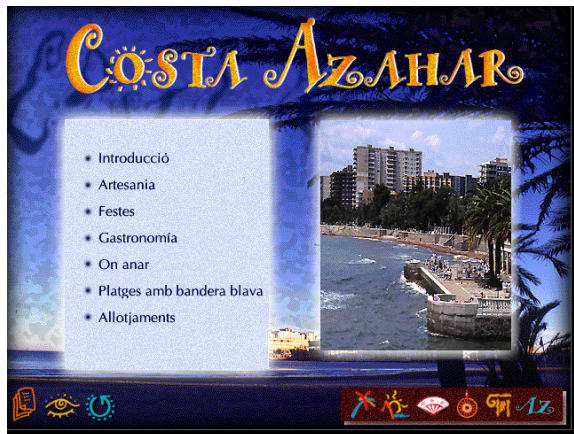 COSTA AZAHAR
Introducció
Artesania
Festes
Gastronomía
On anar
Platges amb bandera blava
Allotjaments
Az